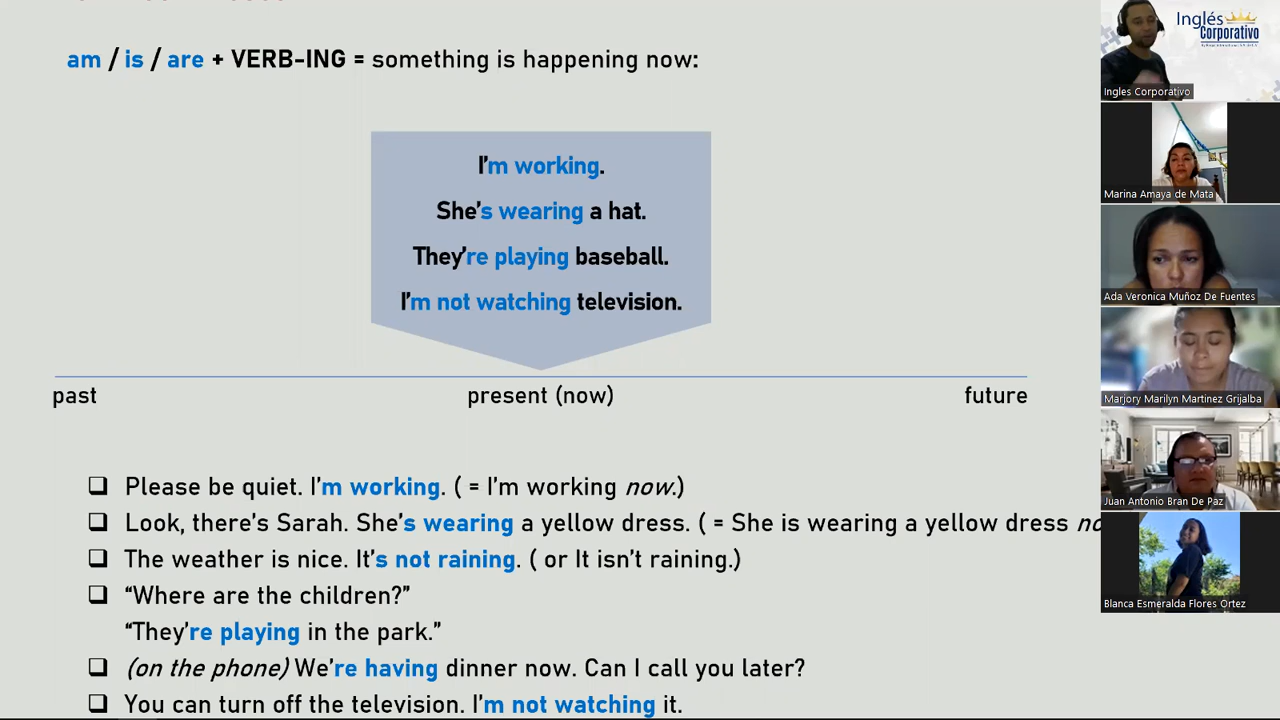 am / is / are + VERB-ING = something is happening now:
I'm working.
She's wearing a hat.
They're playing baseball.
I'm not watching television.
past
present (now)
future
Please be quiet. I'm working. ( = I'm working now.)
Look, there's Sarah. She's wearing a yellow dress. ( = She is wearing a yellow dress
The weather is nice. It's not raining. ( or It isn't raining.)
“Where are the children?”
“They're playing in the park.”
(on the phone) We're having dinner now. Can I call you later?
You can turn off the television. I'm not watching it.
Inglés
Corporativo
Ingles Corporativo
Marina Amaya de Mata
Ada Veronica Muñoz De Fuentes
Marjory Marilyn Martinez Grijalba
Juan Antonio Bran De Paz
Blanca Esmeralda Flores Ortez